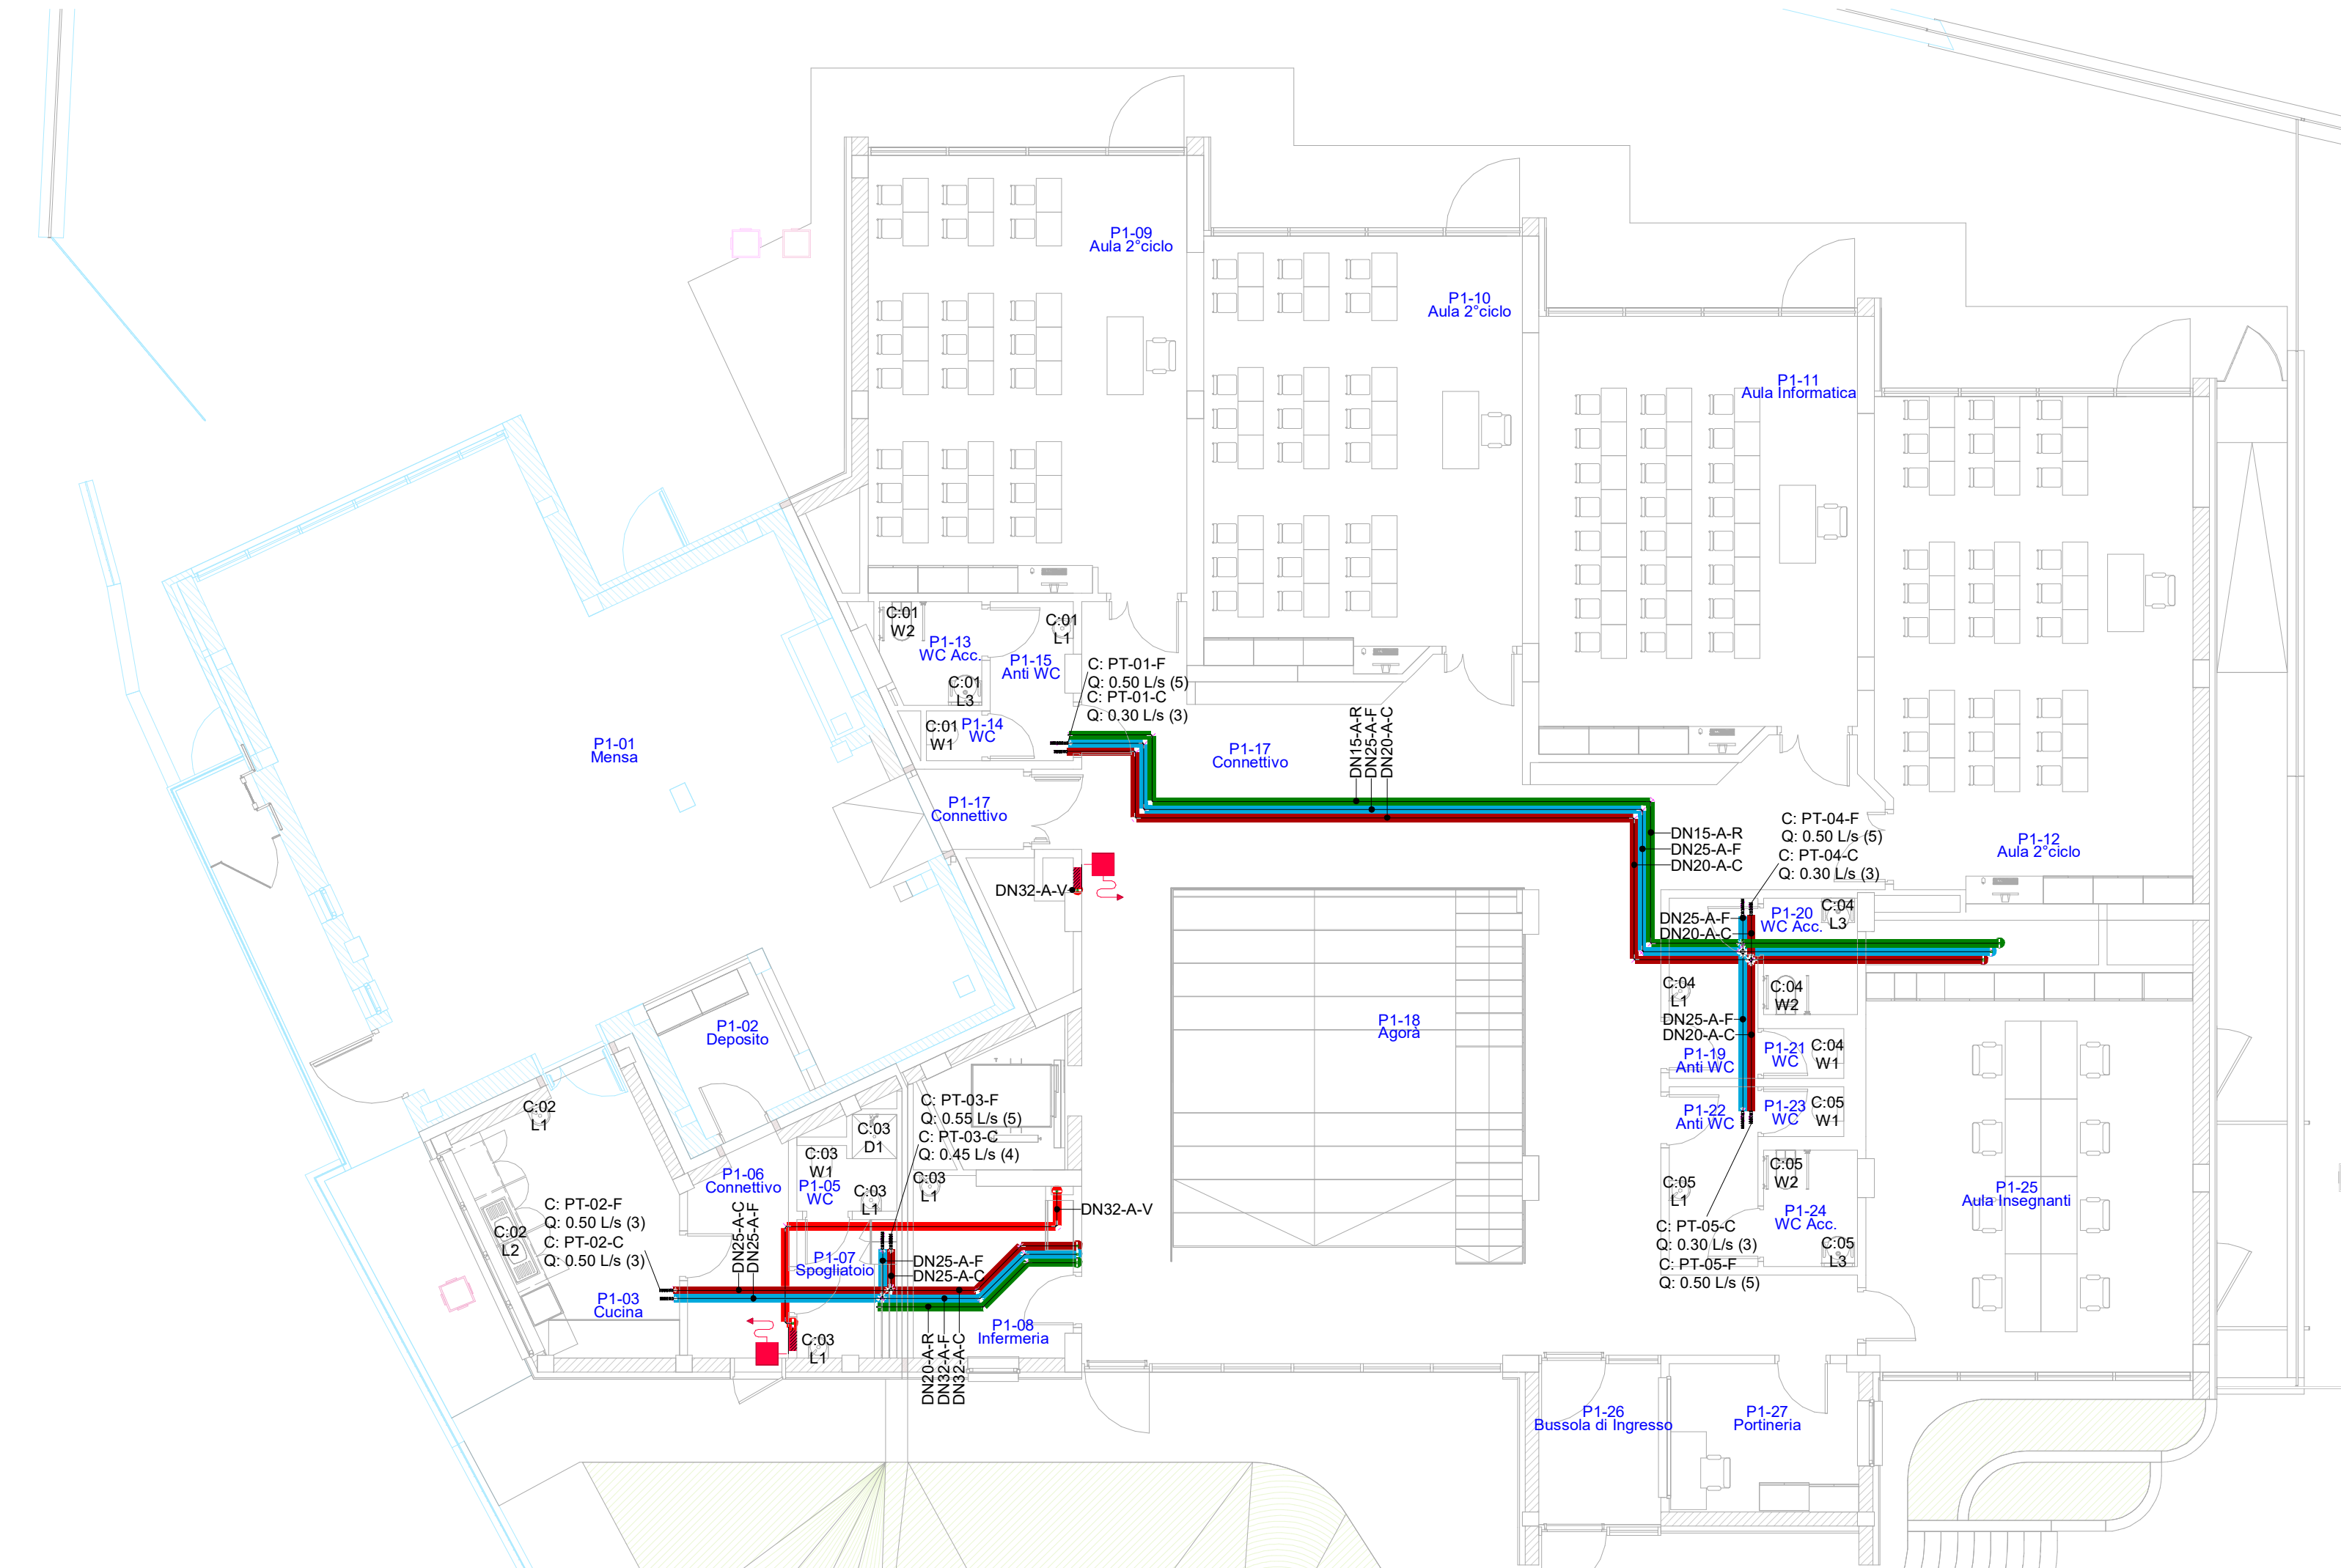 P1-09
Aula 2°ciclo
P1-10
Aula 2°ciclo
P1-11
Aula Informatica
C:01
W2
P1-13
WC Acc.
C:01
L1
P1-15
Anti WC
C:01
L3
C: PT-01-F
Q: 0.50 L/s (5)
C: PT-01-C
Q: 0.30 L/s (3)
C:01
W1
P1-14
WC
P1-01
Mensa
P1-17
Connettivo
DN15-A-R
DN25-A-F
DN20-A-C
P1-17
Connettivo
DN15-A-R
DN25-A-F
DN20-A-C
C: PT-04-F
Q: 0.50 L/s (5)
C: PT-04-C
Q: 0.30 L/s (3)
P1-12
Aula 2°ciclo
DN32-A-V
DN25-A-F
DN20-A-C
P1-20
WC Acc.
C:04
L3
C:04
L1
C:04
W2
P1-02
Deposito
P1-18
Agorà
DN25-A-F
DN20-A-C
P1-19
Anti WC
P1-21
WC
C:04
W1
C:02
L1
C: PT-03-F
Q: 0.55 L/s (5)
C: PT-03-C
Q: 0.45 L/s (4)
C:03
D1
P1-22
Anti WC
P1-23
WC
C:05
W1
P1-06
Connettivo
C:03
W1
P1-05
WC
C:03
L1
C:03
L1
C:05
L1
C:05
W2
P1-25
Aula Insegnanti
C: PT-02-F
Q: 0.50 L/s (3)
C: PT-02-C
Q: 0.50 L/s (3)
C:02
L2
DN25-A-C
DN25-A-F
DN32-A-V
P1-24
WC Acc.
C: PT-05-C
Q: 0.30 L/s (3)
C: PT-05-F
Q: 0.50 L/s (5)
C:05
L3
P1-07
Spogliatoio
DN25-A-F
DN25-A-C
P1-03
Cucina
P1-08
Infermeria
C:03
L1
DN20-A-R
DN32-A-F
DN32-A-C
P1-26
Bussola di Ingresso
P1-27
Portineria